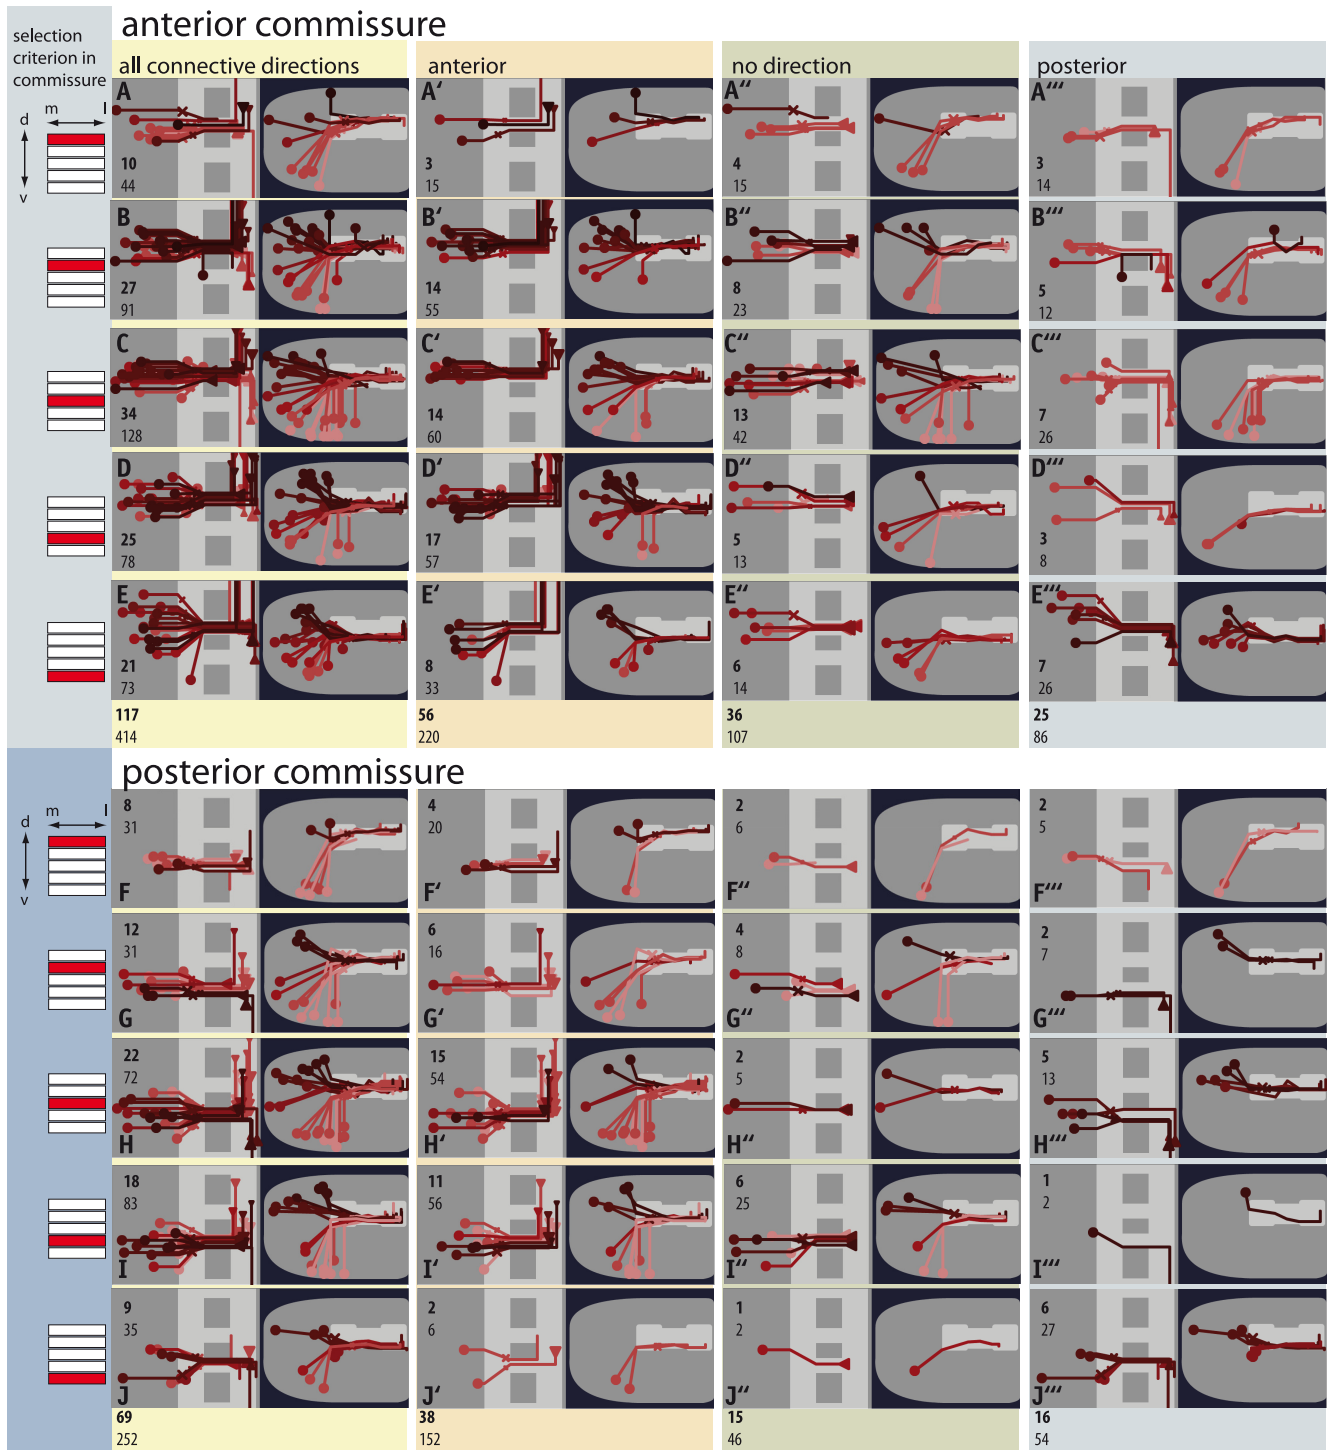 anterior commissure
selection
criterion in
commissure
all connective directions
anterior
no direction
posterior
m l
d
v
A
10
44
A‘
3
15
A‘‘
4
15
A‘‘‘
3
14
B
27
91
B‘
14
55
B‘‘
8
23
B‘‘‘
5
12
C
34
128
C‘
14
60
C‘‘
13
42
C‘‘‘
7
26
D
25
78
D‘
17
57
D‘‘
5
13
D‘‘‘
3
8
E
21
73
E‘
8
33
E‘‘
6
14
E‘‘‘
7
26
117
414
56
220
36
107
25
86
posterior commissure
m l
d
v
8
31
F
4
20
F‘
2
6
F‘‘
2
5
F‘‘‘
12
31
G
6
16
G‘
4
8
G‘‘
2
7
G‘‘‘
22
72
H
15
54
H‘
2
5
H‘‘
5
13
H‘‘‘
18
83
I
11
56
I‘
6
25
I‘‘
1
2
I‘‘‘
9
35
J
2
6
J‘
1
2
J‘‘
6
27
J‘‘‘
69
252
38
152
15
46
16
54